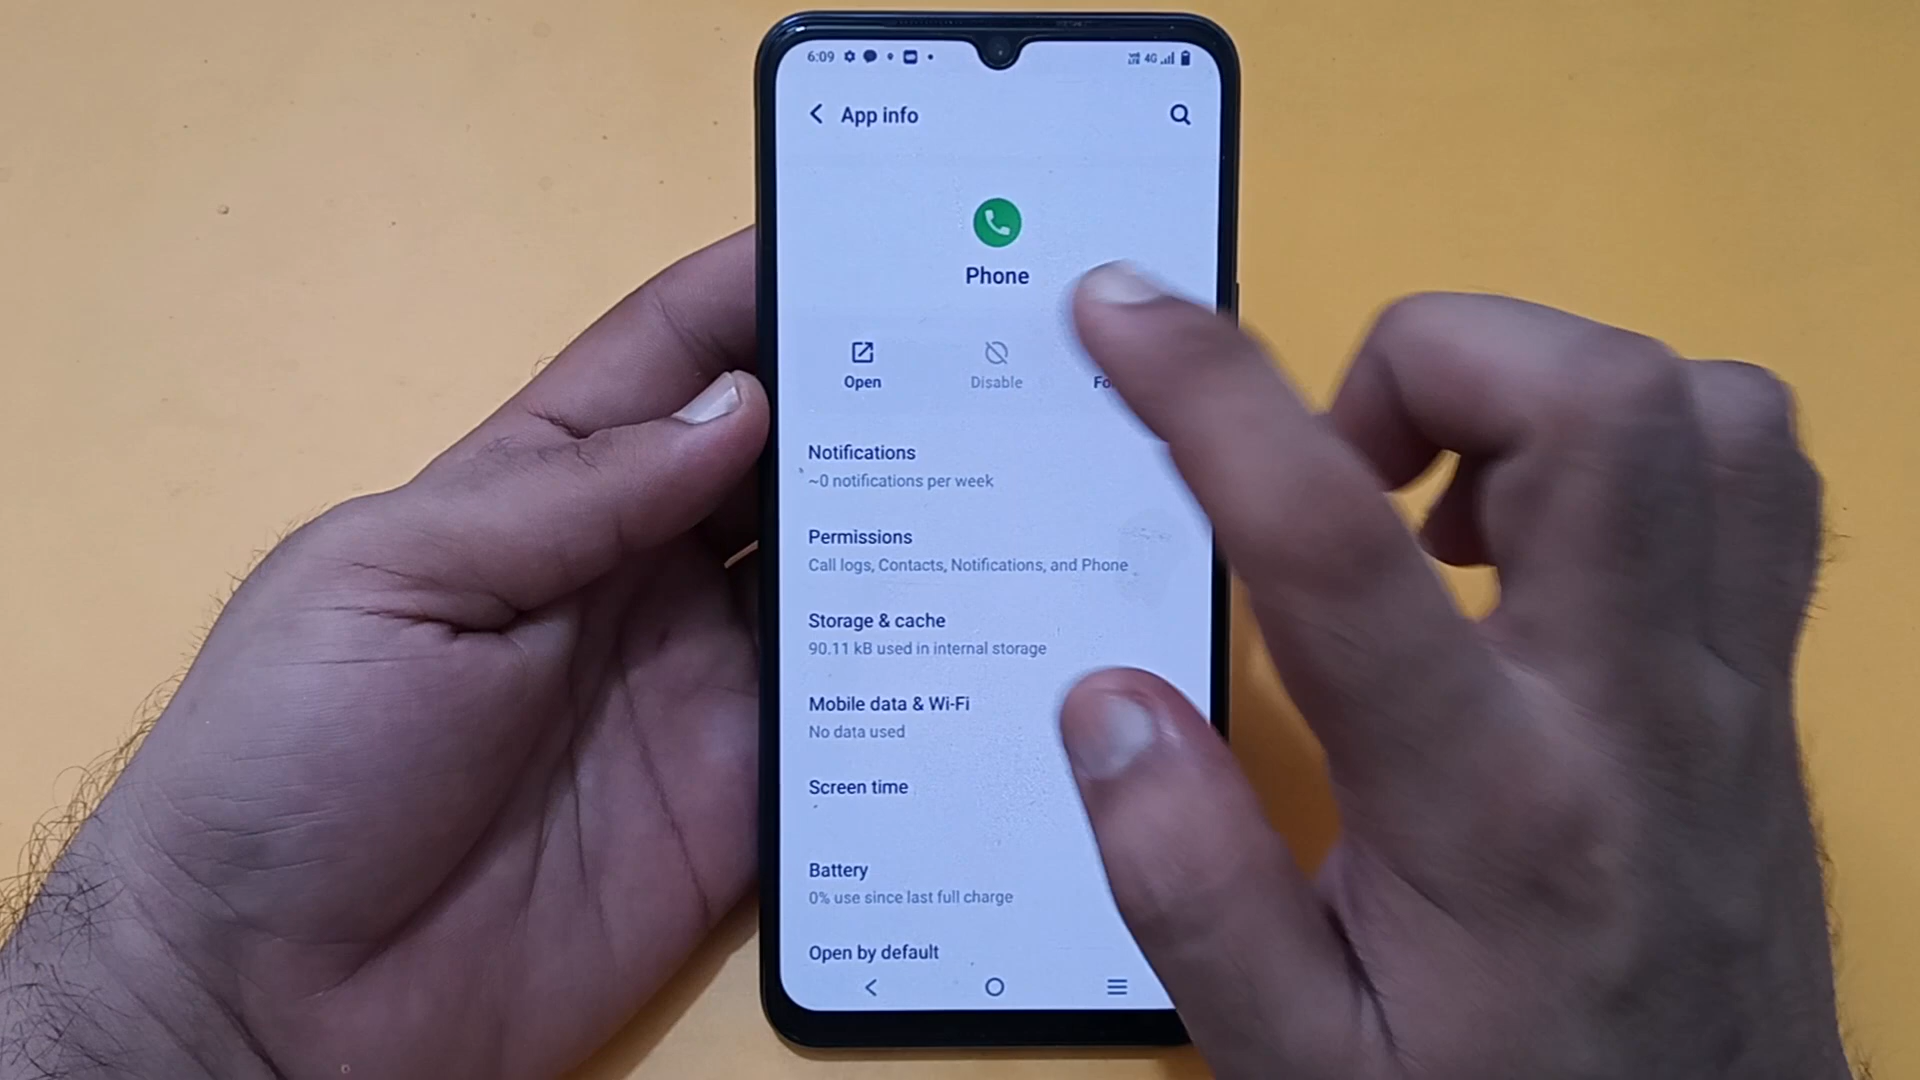 6:09
4G
App info
Phone
Open
Disable
Notifications
~0 notifications per week
Permissions
Call logs, Contacts, Notifications, and Phone
Storage & cache
90.11 kB used in internal storage
Mobile data & Wi-Fi
No data used
Screen time
Battery
0% use since last full charge
Open by default